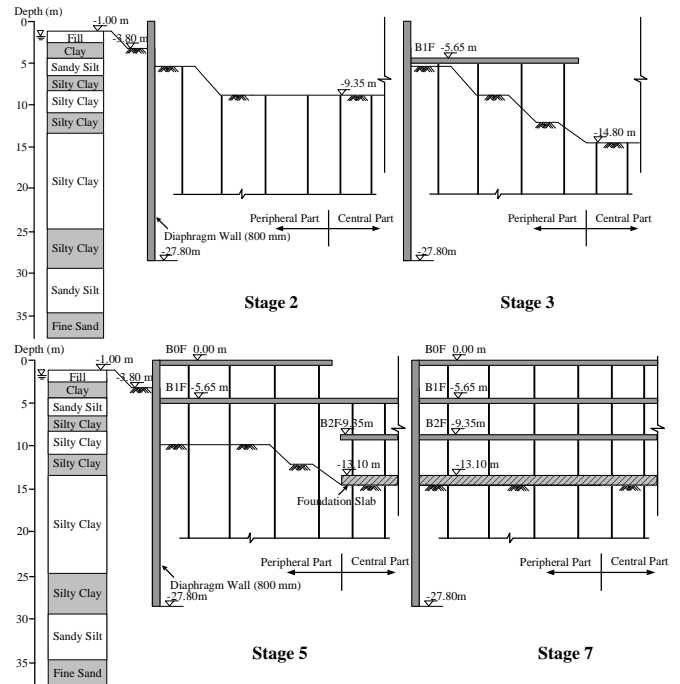 Depth (m)
0
5
10
15
20
25
30
35
-1.00 m
Fill
-3.80 m
Clay
Sandy Silt
Silty Clay
Silty Clay
Silty Clay
Silty Clay
Silty Clay
Sandy Silt
Fine Sand
-9.35 m
Peripheral Part
Central Part
Diaphragm Wall (800 mm)
-27.80m
Stage 2
B1F
-5.65 m
-14.80 m
Peripheral Part
Central Part
-27.80m
Stage 3
Depth (m)
0
5
10
15
20
25
30
35
-1.00 m
Fill
-3.80 m
Clay
Sandy Silt
Silty Clay
Silty Clay
Silty Clay
Silty Clay
Silty Clay
Sandy Silt
Fine Sand
B0F 0.00 m
B1F -5.65 m
B2F -9.35m
-13.10 m
Foundation Slab
Peripheral Part
Central Part
Diaphragm Wall (800 mm)
-27.80m
Stage 5
B0F 0.00 m
B1F -5.65 m
B2F -9.35 m
-13.10 m
Peripheral Part
Central Part
-27.80m
Stage 7